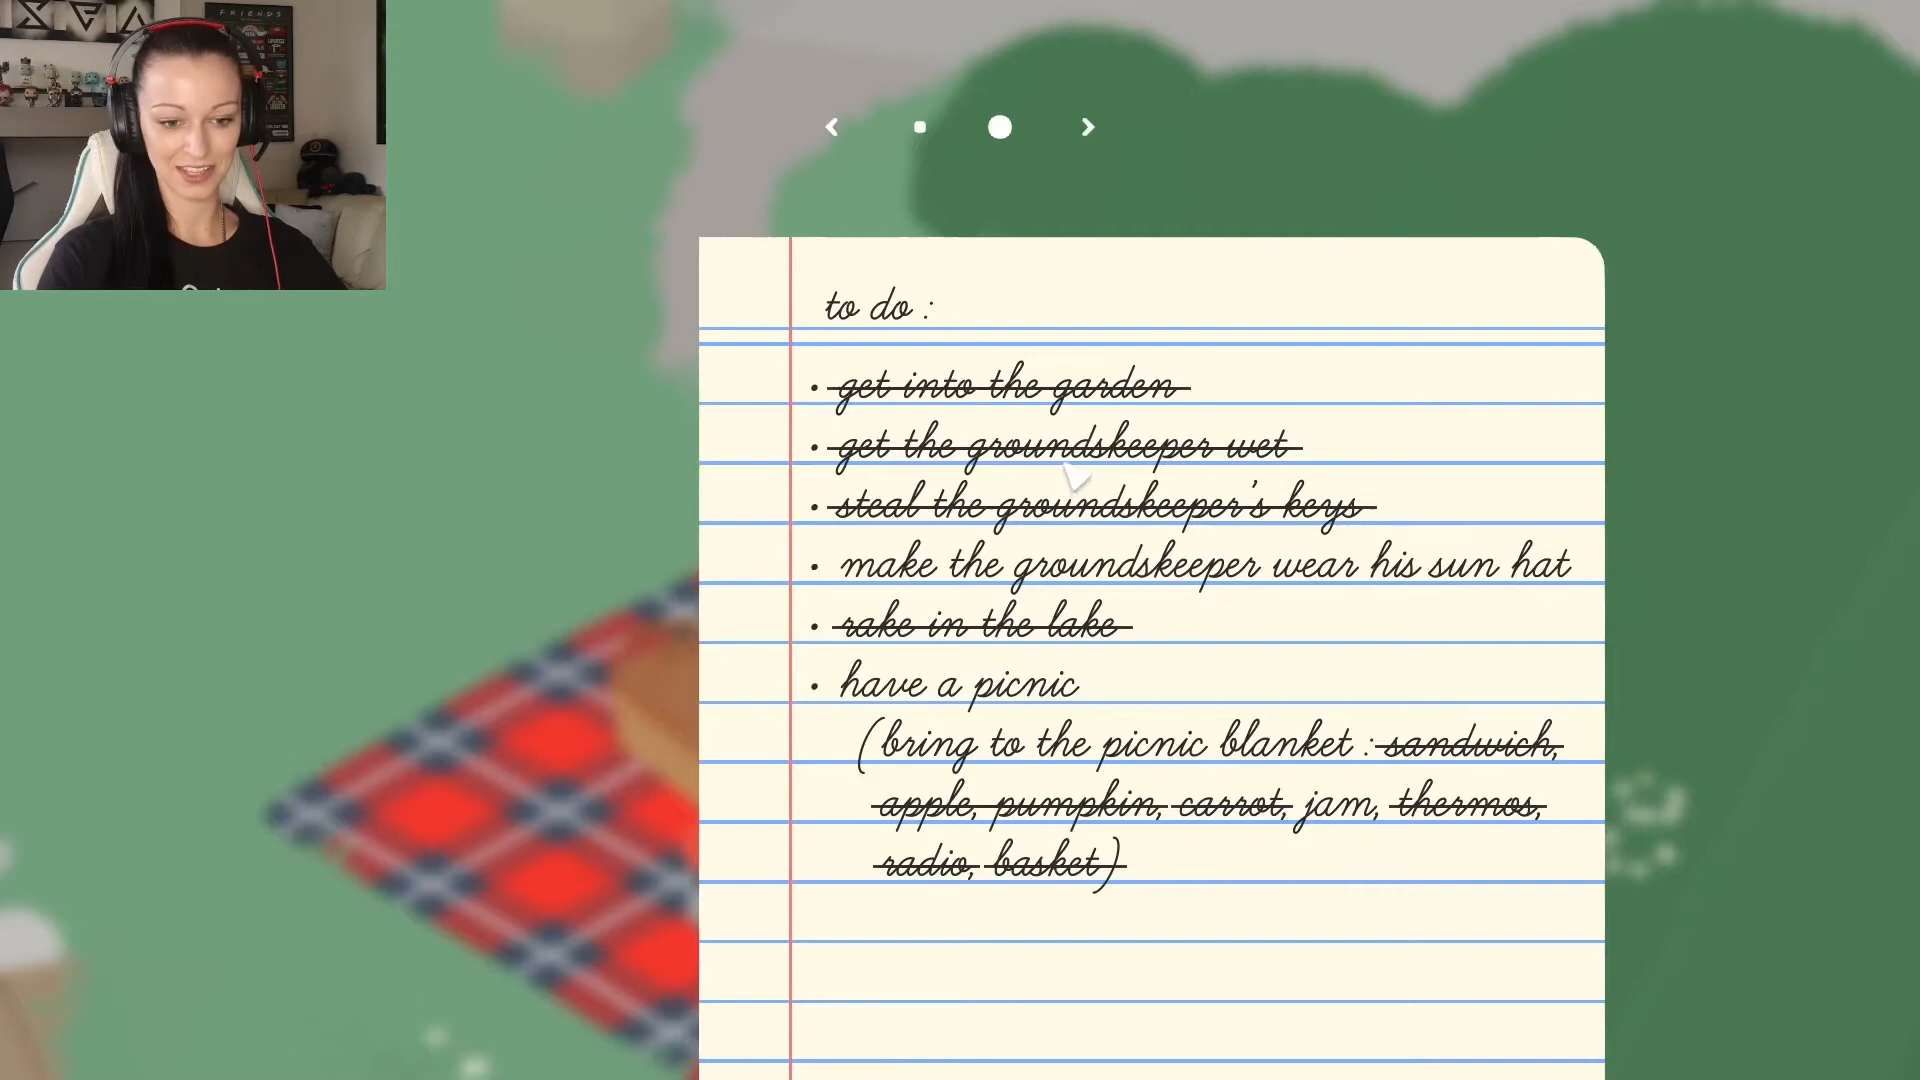 FRIENDS
to do :
• get into the garden
• get the groundskeeper wet
• steal the groundskeeper's keys
• make the groundskeeper wear his sun hat
• rake in the lake
• have a picnic
(bring to the picnic blanket : sandwich,
apple, pumpkin, carrot, jam, thermos,
radio, basket)